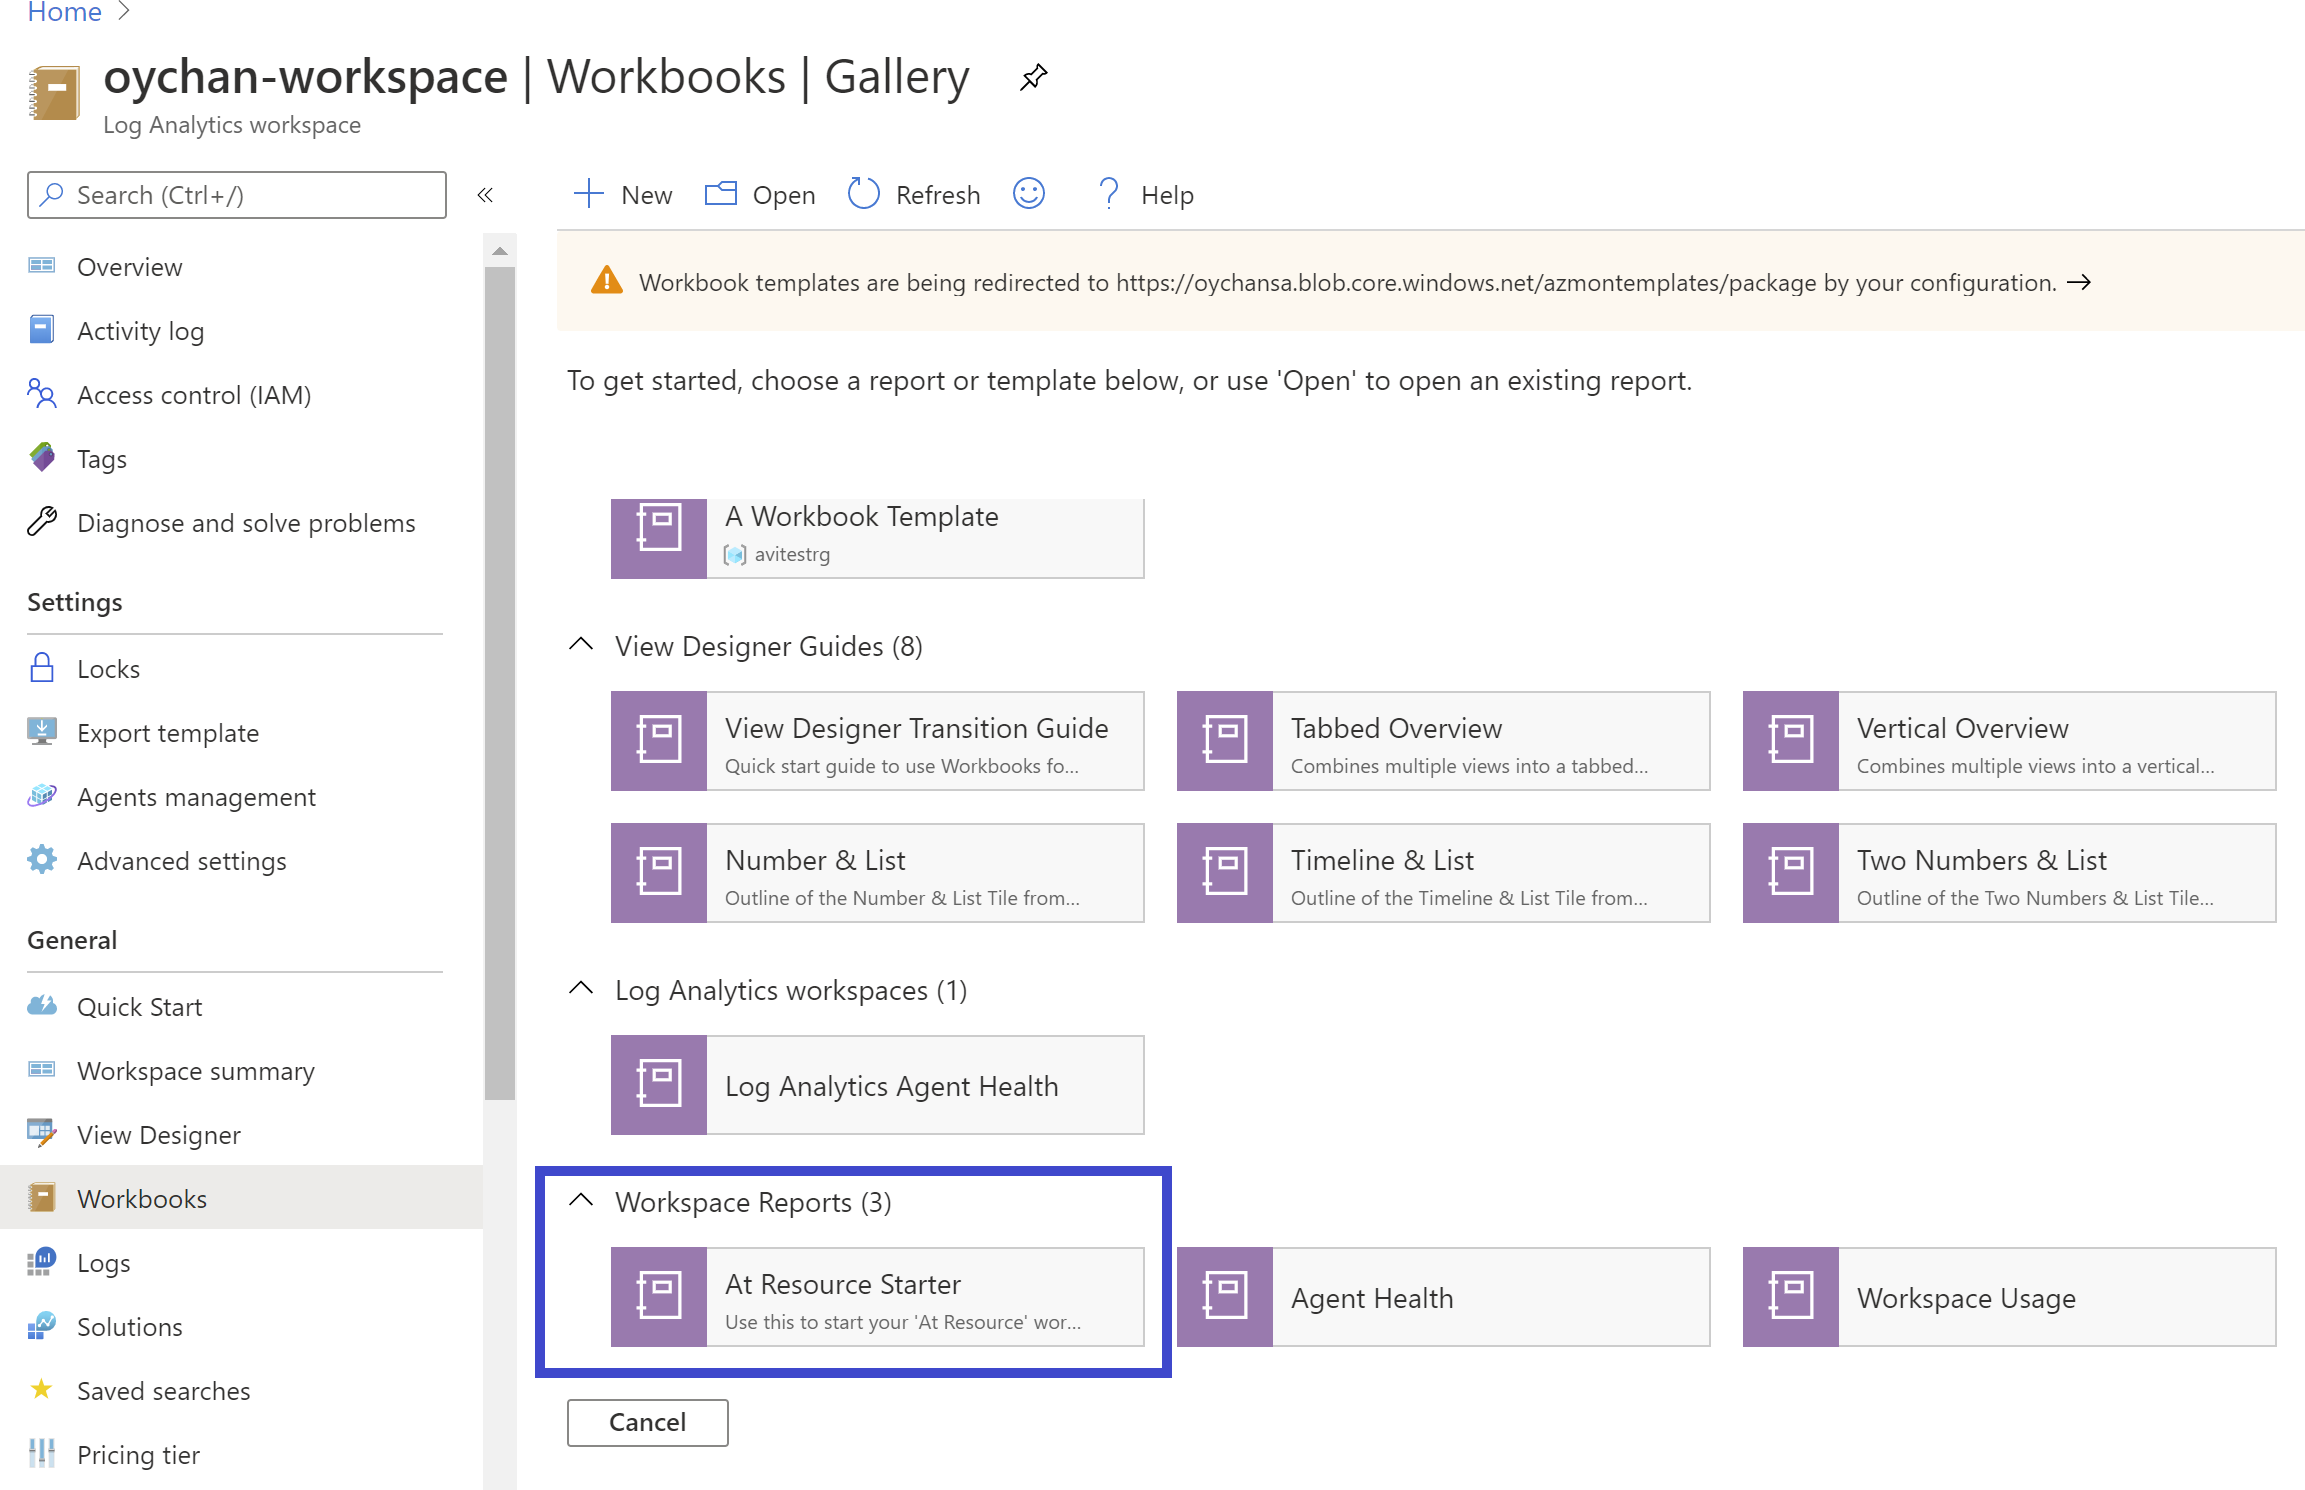 Home
oychan-workspace | Workbooks | Gallery
Log Analytics workspace
Search (Ctrl+/)
«
New
Open
Refresh
? Help
Overview
Activity log
Access control (IAM)
Tags
Diagnose and solve problems
Settings
Locks
Export template
Agents management
Advanced settings
General
Quick Start
Workspace summary
View Designer
Workbooks
Logs
Solutions
Saved searches
Pricing tier
Workbook templates are being redirected to https://oychansa.blob.core.windows.net/azmontemplates/package by your configuration. →
To get started, choose a report or template below, or use 'Open' to open an existing report.
A Workbook Template
avitestrg
View Designer Guides (8)
View Designer Transition Guide
Quick start guide to use Workbooks fo...
Tabbed Overview
Combines multiple views into a tabbed...
Vertical Overview
Combines multiple views into a vertical...
Number & List
Outline of the Number & List Tile from...
Timeline & List
Outline of the Timeline & List Tile from...
Two Numbers & List
Outline of the Two Numbers & List Tile...
Log Analytics workspaces (1)
Log Analytics Agent Health
Workspace Reports (3)
At Resource Starter
Use this to start your 'At Resource' wor...
Agent Health
Workspace Usage
Cancel